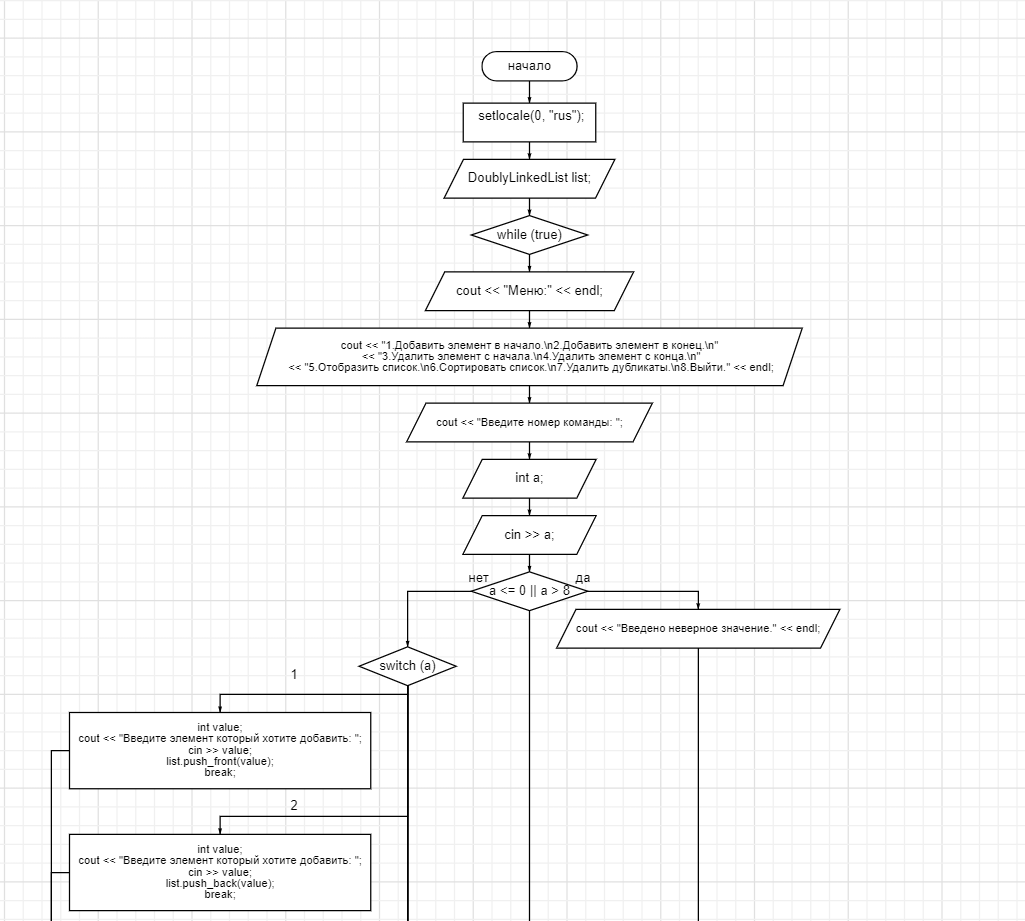 начало
setlocale(0, "rus");
DoublyLinkedList list;
while (true)
cout << "Меню:" << endl;
cout << "1.Добавить элемент в начало.\n2.Добавить элемент в конец.\n"
<< "3.Удалить элемент с начала.\n4.Удалить элемент с конца.\n"
<< "5.Отобразить список.\n6.Сортировать список.\n7.Удалить дубликаты.\n8.Выйти." << endl;
cout << "Введите номер команды: ";
int a;
cin >> a;
нет
да
a <= 0 || a > 8
cout << "Введено неверное значение." << endl;
switch (a)
1
int value;
cout << "Введите элемент который хотите добавить: ";
cin >> value;
list.push_front(value);
break;
2
int value;
cout << "Введите элемент который хотите добавить: ";
cin >> value;
list.push_back(value);
break;